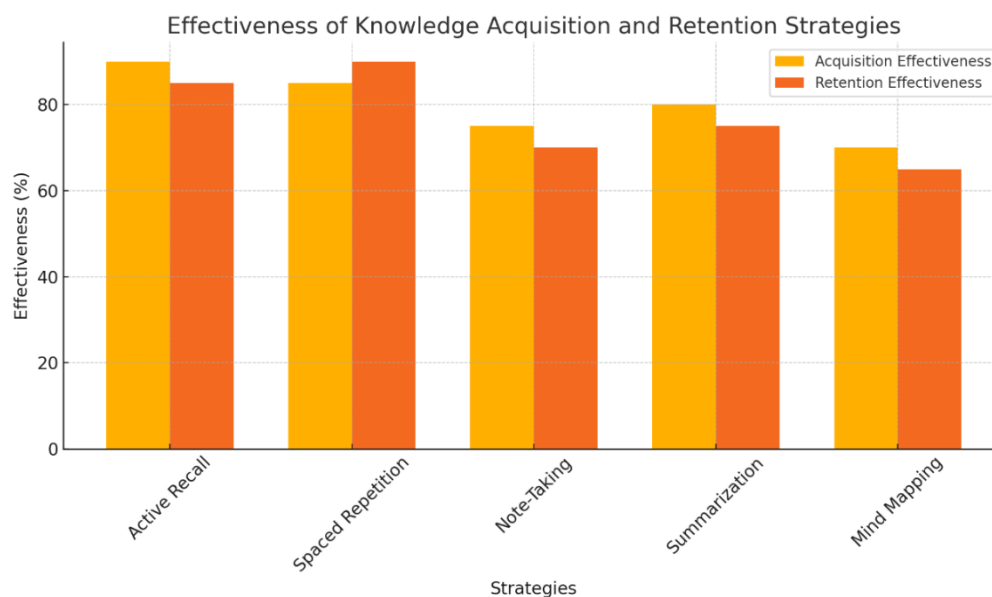 Effectiveness of Knowledge Acquisition and Retention Strategies
Acquisition Effectiveness
Retention Effectiveness
Effectiveness (%)
80
60
40
20
0
Active Recall
Spaced Repetition
Note-Taking
Summarization
Mind Mapping
Strategies